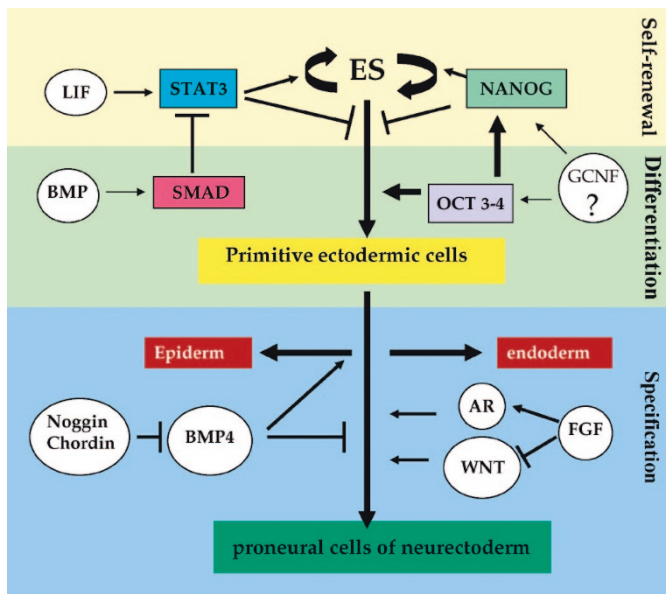 Self-renewal
ES
LIF
STAT3
NANOG
Differentiation
BMP
SMAD
OCT 3-4
GCNF
?
Primitive ectodermic cells
Specification
Epiderm
endoderm
Noggin
Chordin
BMP4
AR
FGF
WNT
proneural cells of neurectoderm